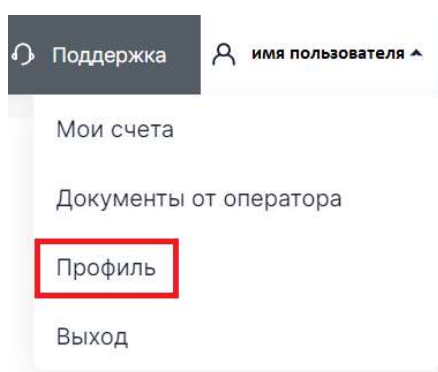 Поддержка имя пользователя
Мои счета
Документы от оператора
Профиль
Выход